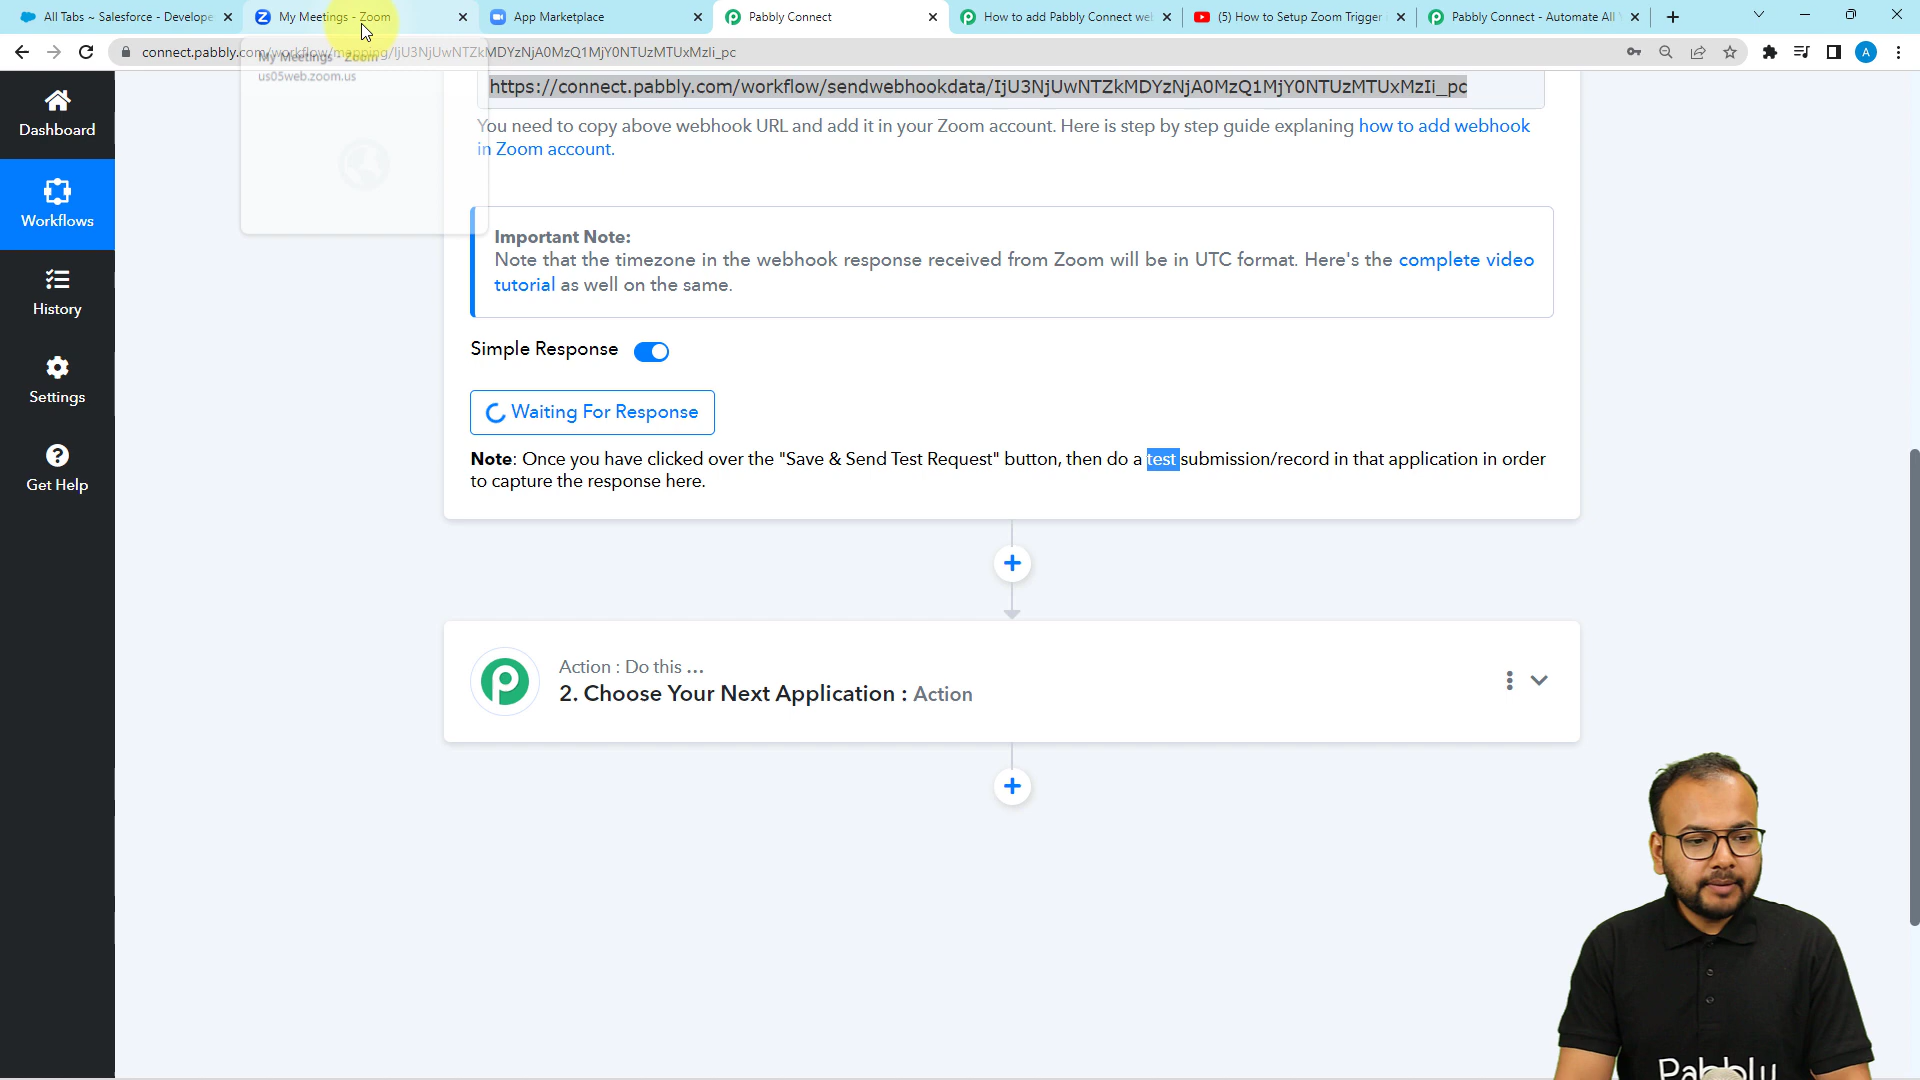 All Tabs ~ Salesforce - Develope
My Meetings - Zoom
App Marketplace
Pabbly Connect
How to add Pabbly Connect we
(5) How to Setup Zoom Trigger
Pabbly Connect - Automate All
connect.pabbly.com/workflow/mapping/IjU3NjUwNTZkMDYzNjA0MzQ1MjY0NTUzMTUxMzIi_pc
A
My Meetings - Zoom
us05web.zoom.us
Dashboard
Workflows
History
Settings
Get Help
https://connect.pabbly.com/workflow/sendwebhookdata/IjU3NjUwNTZkMDYzNjA0MzQ1MjY0NTUzMTUxMzIi_pc
You need to copy above webhook URL and add it in your Zoom account. Here is step by step guide explaning how to add webhook
in Zoom account.
Important Note:
Note that the timezone in the webhook response received from Zoom will be in UTC format. Here's the complete video
tutorial as well on the same.
Simple Response
Waiting For Response
Note: Once you have clicked over the "Save & Send Test Request" button, then do a test submission/record in that application in order
to capture the response here.
Action : Do this ...
2. Choose Your Next Application : Action
Pabbly